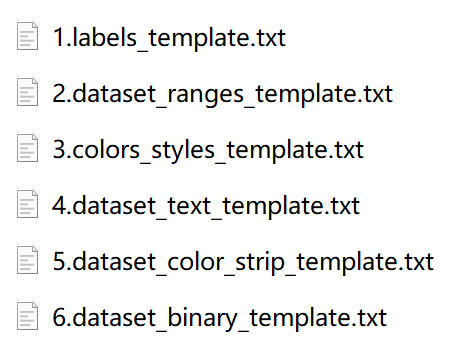 1.labels_template.txt
2.dataset_ranges_template.txt
3.colors_styles_template.txt
4.dataset_text_template.txt
5.dataset_color_strip_template.txt
6.dataset_binary_template.txt